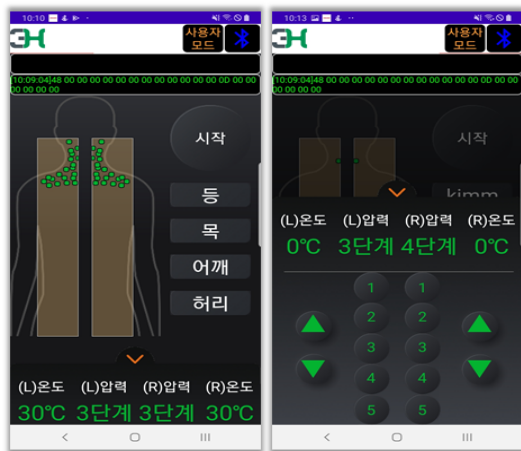 10:10
3H
사용자
모드
[10:09:04]48 00 00 00 00 00 00 00 00 00 00 00 00 00 0D 00 00
00 00 00 00
시작
등
목
어깨
허리
(L)온도 (L)압력 (R)압력 (R)온도
30℃ 3단계 3단계 30℃
10:13
3H
사용자
모드
[10:09:04]48 00 00 00 00 00 00 00 00 00 00 00 00 00 0D 00 00
00 00 00 00
시작
kimm
(L)온도 (L)압력 (R)압력 (R)온도
0℃ 3단계 4단계 0℃
1 1
2 2
3 3
4 4
5 5